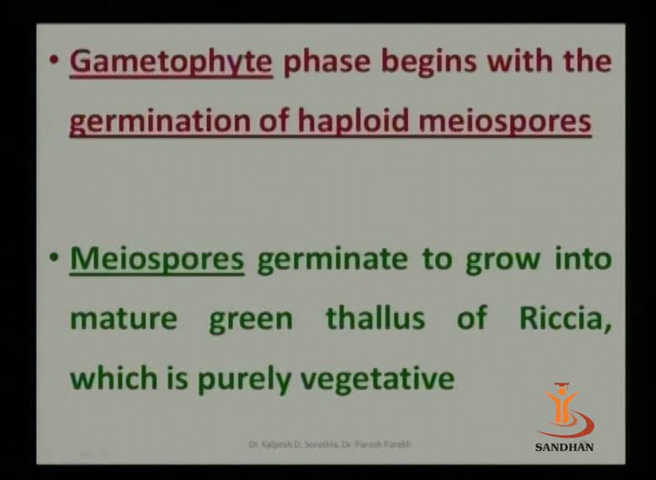 • Gametophyte phase begins with the
germination of haploid meiospores
• Meiospores germinate to grow into
mature green thallus of Riccia,
which is purely vegetative
SANDHAN
Dr. Kalpesh D. Sorathia, Dr. Paresh Parekh